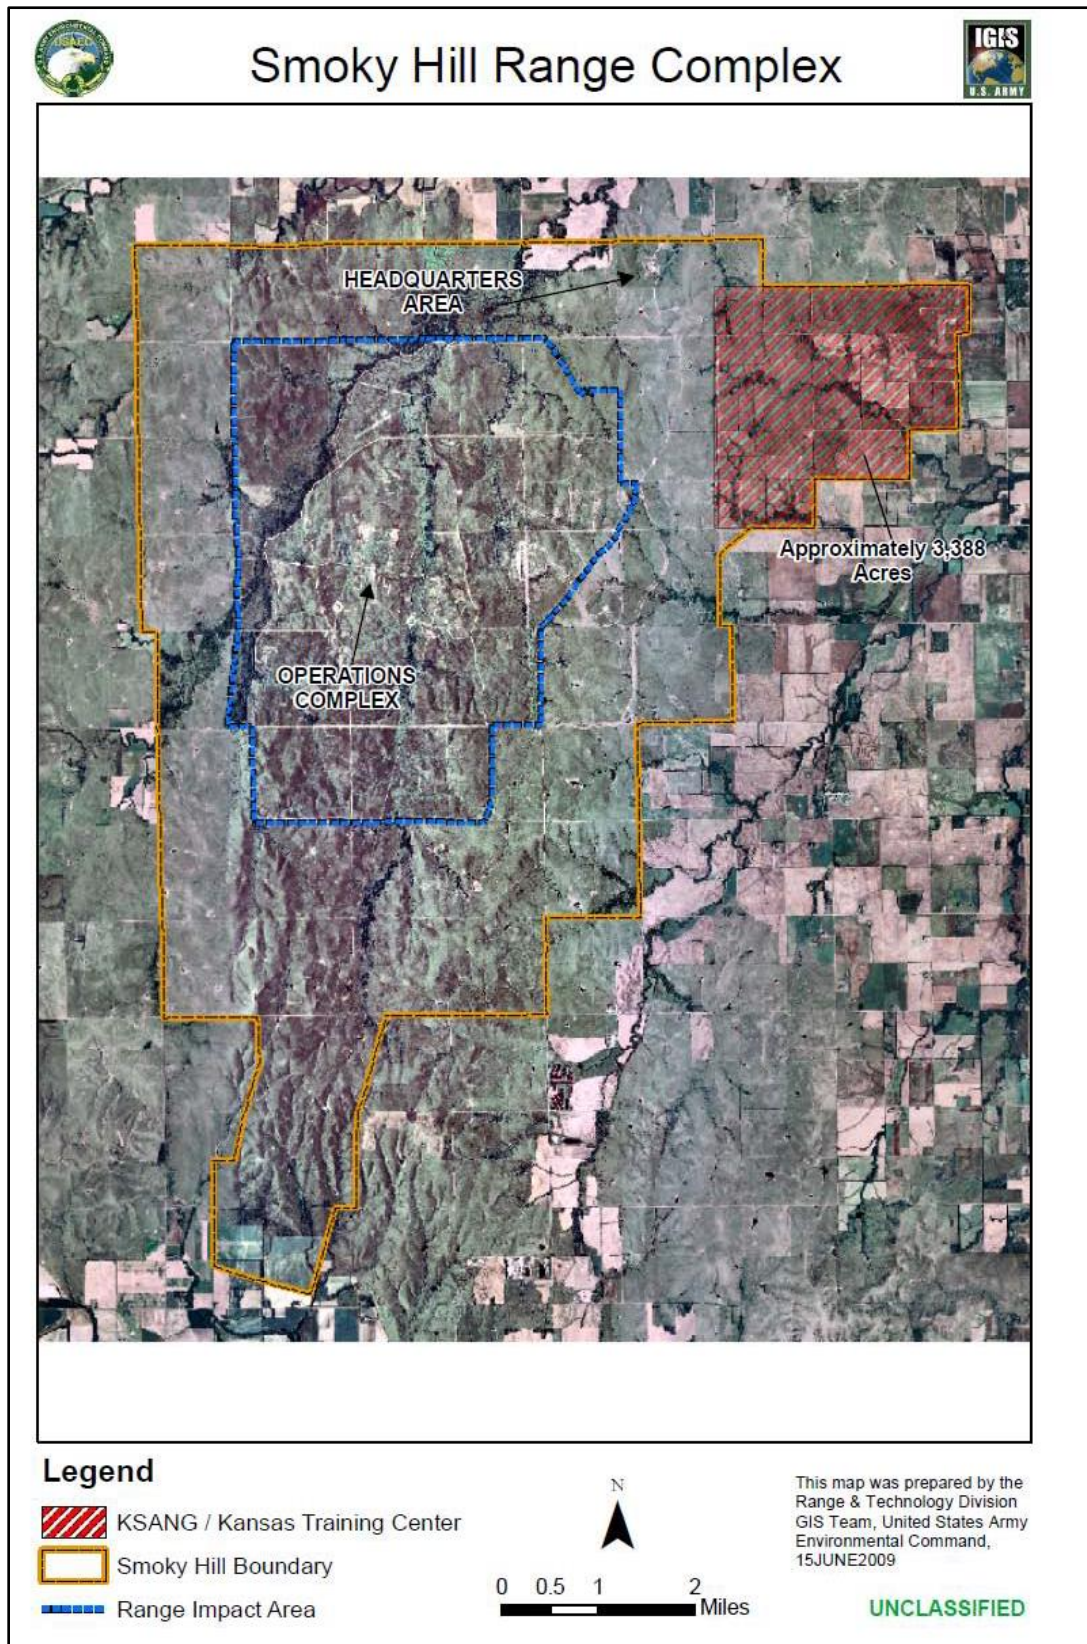 USAEC
Smoky Hill Range Complex
IGIS
U.S. ARMY
HEADQUARTERS
AREA
Approximately 3,388
Acres
OPERATIONS
COMPLEX
Legend
KSANG / Kansas Training Center
Smoky Hill Boundary
Range Impact Area
N
0 0.5 1 2
Miles
This map was prepared by the
Range & Technology Division
GIS Team, United States Army
Environmental Command,
15JUNE2009
UNCLASSIFIED